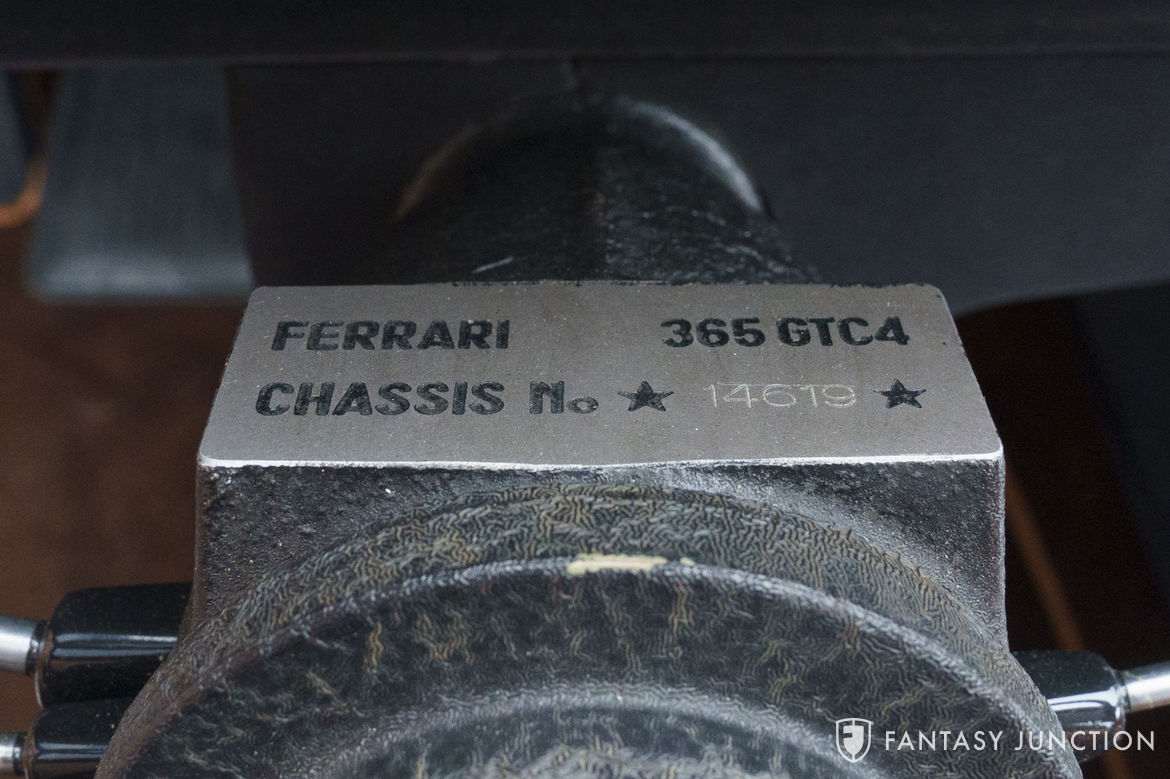 FERRARI 365 GTC4
CHASSIS No ★ 14619 ★
FANTASY JUNCTION